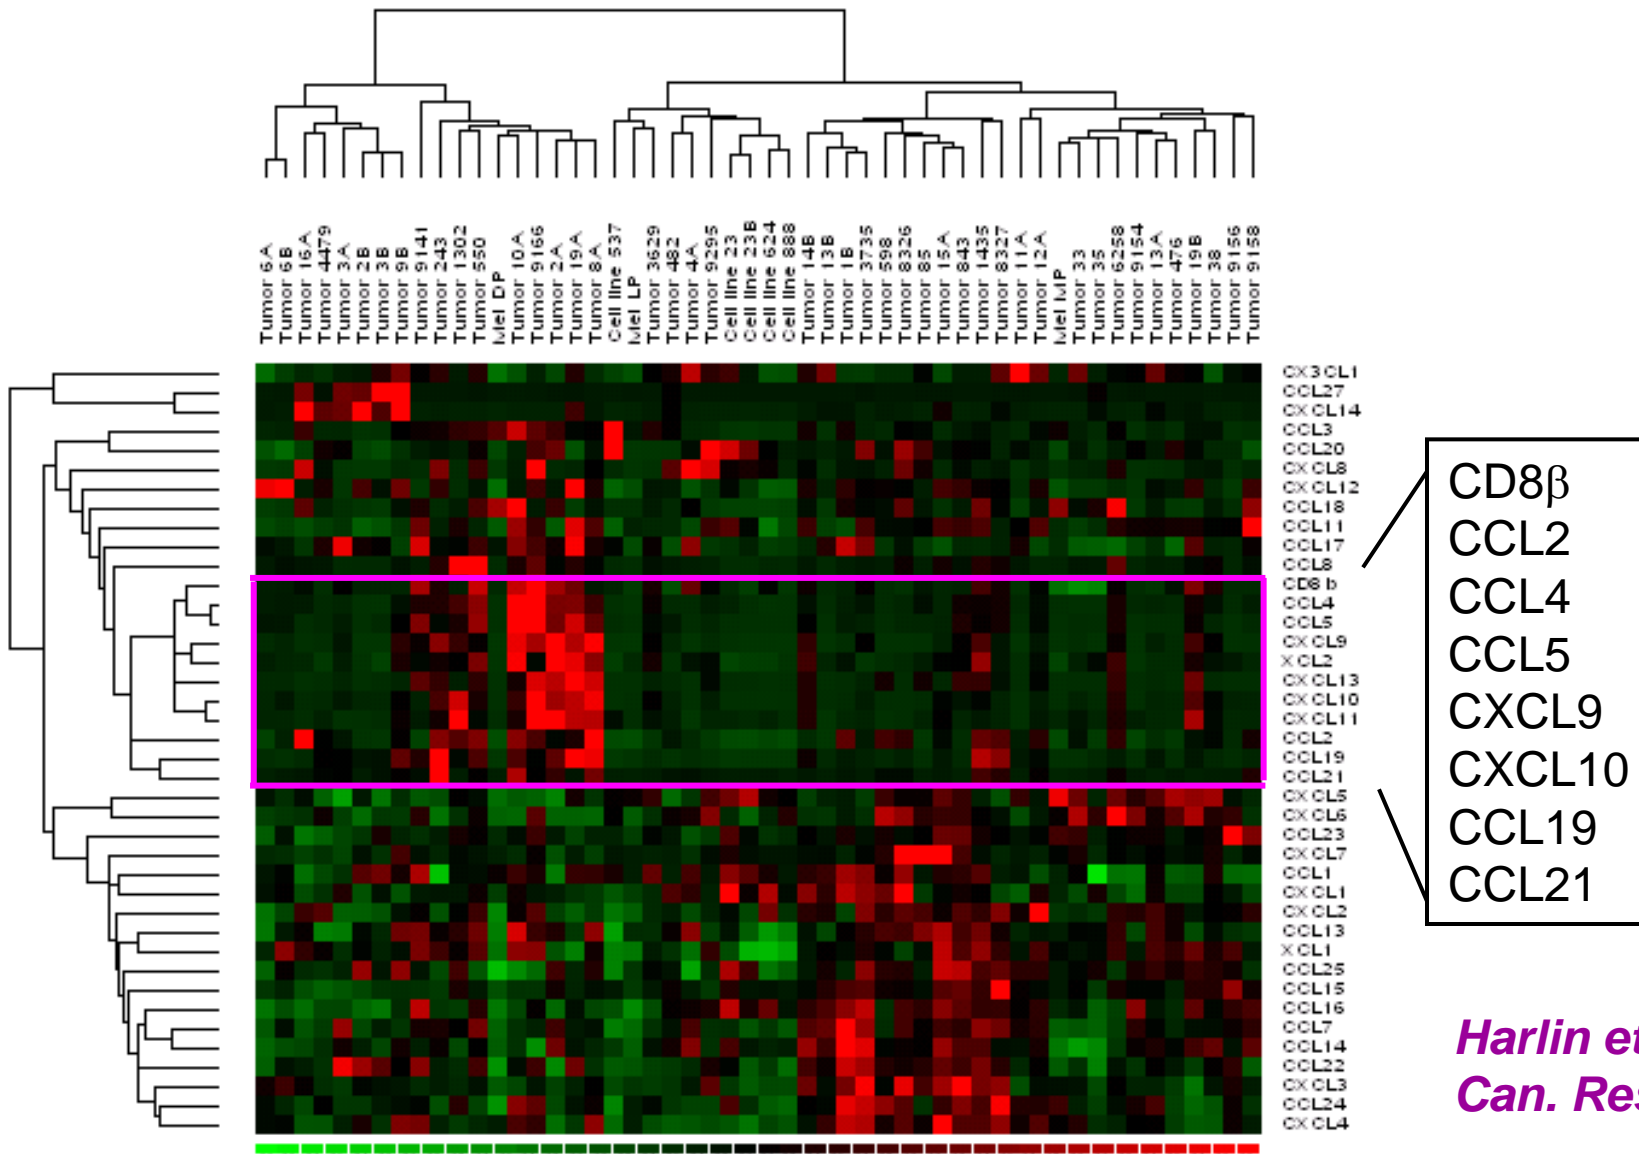 Tumor 6A
Tumor 6B
Tumor 16A
Tumor 4479
Tumor 3A
Tumor 2B
Tumor 3B
Tumor 9B
Tumor 9141
Tumor 243
Tumor 1302
Tumor 550
Mel DP
Tumor 10A
Tumor 9166
Tumor 2A
Tumor 19A
Tumor 8A
Cell line 537
Mel LP
Tumor 3629
Tumor 482
Tumor 4A
Tumor 9295
Cell line 23
Cell line 23B
Cell line 624
Cell line 888
Tumor 14B
Tumor 13B
Tumor 1B
Tumor 3735
Tumor 598
Tumor 8326
Tumor 85
Tumor 15A
Tumor 843
Tumor 1435
Tumor 8327
Tumor 11A
Tumor 12A
Mel MP
Tumor 33
Tumor 35
Tumor 6258
Tumor 9154
Tumor 13A
Tumor 476
Tumor 19B
Tumor 38
Tumor 9156
Tumor 9158
CX3CL1
CCL27
CXCL14
CCL3
CCL20
CXCL8
CXCL12
CCL18
CCL11
CCL17
CCL8
CD8b
CCL4
CCL5
CXCL9
XCL2
CXCL13
CXCL10
CXCL11
CCL2
CCL19
CCL21
CXCL5
CXCL6
CCL23
CXCL7
CCL1
CXCL1
CXCL2
CCL13
XCL1
CCL25
CCL15
CCL16
CCL7
CCL14
CCL22
CXCL3
CCL24
CXCL4
CD8β
CCL2
CCL4
CCL5
CXCL9
CXCL10
CCL19
CCL21
Harlin et
Can. Res